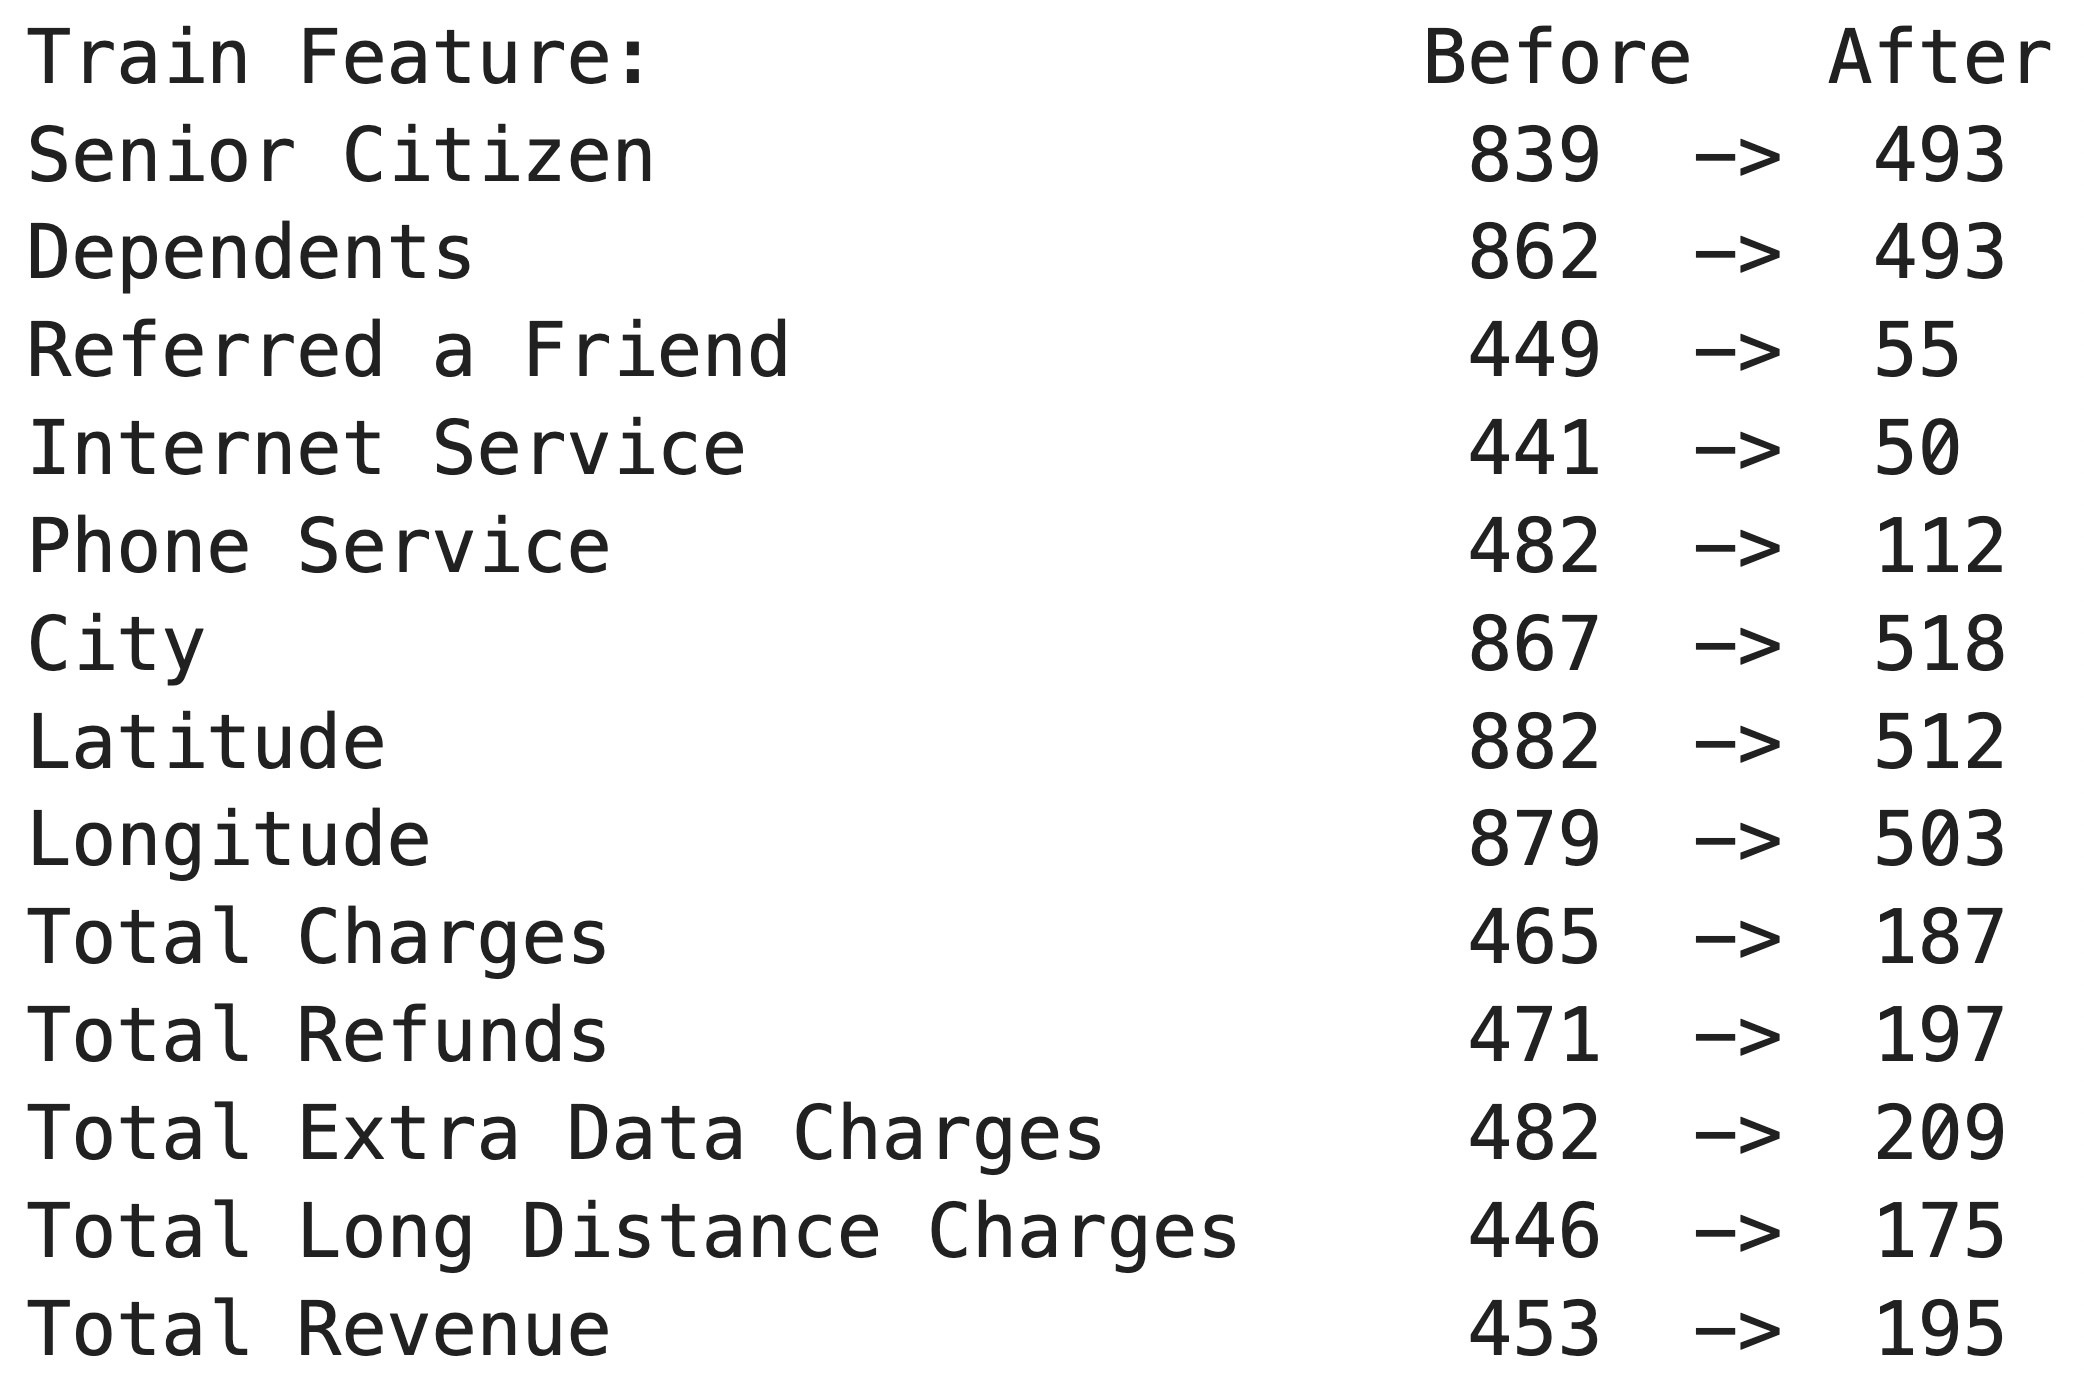 Train Feature: Before After
Senior Citizen 839 —> 493
Dependents 862 —> 493
Referred a Friend 449 —> 55
Internet Service 441 —> 50
Phone Service 482 —> 112
City 867 —> 518
Latitude 882 —> 512
Longitude 879 —> 503
Total Charges 465 —> 187
Total Refunds 471 —> 197
Total Extra Data Charges 482 —> 209
Total Long Distance Charges 446 —> 175
Total Revenue 453 —> 195